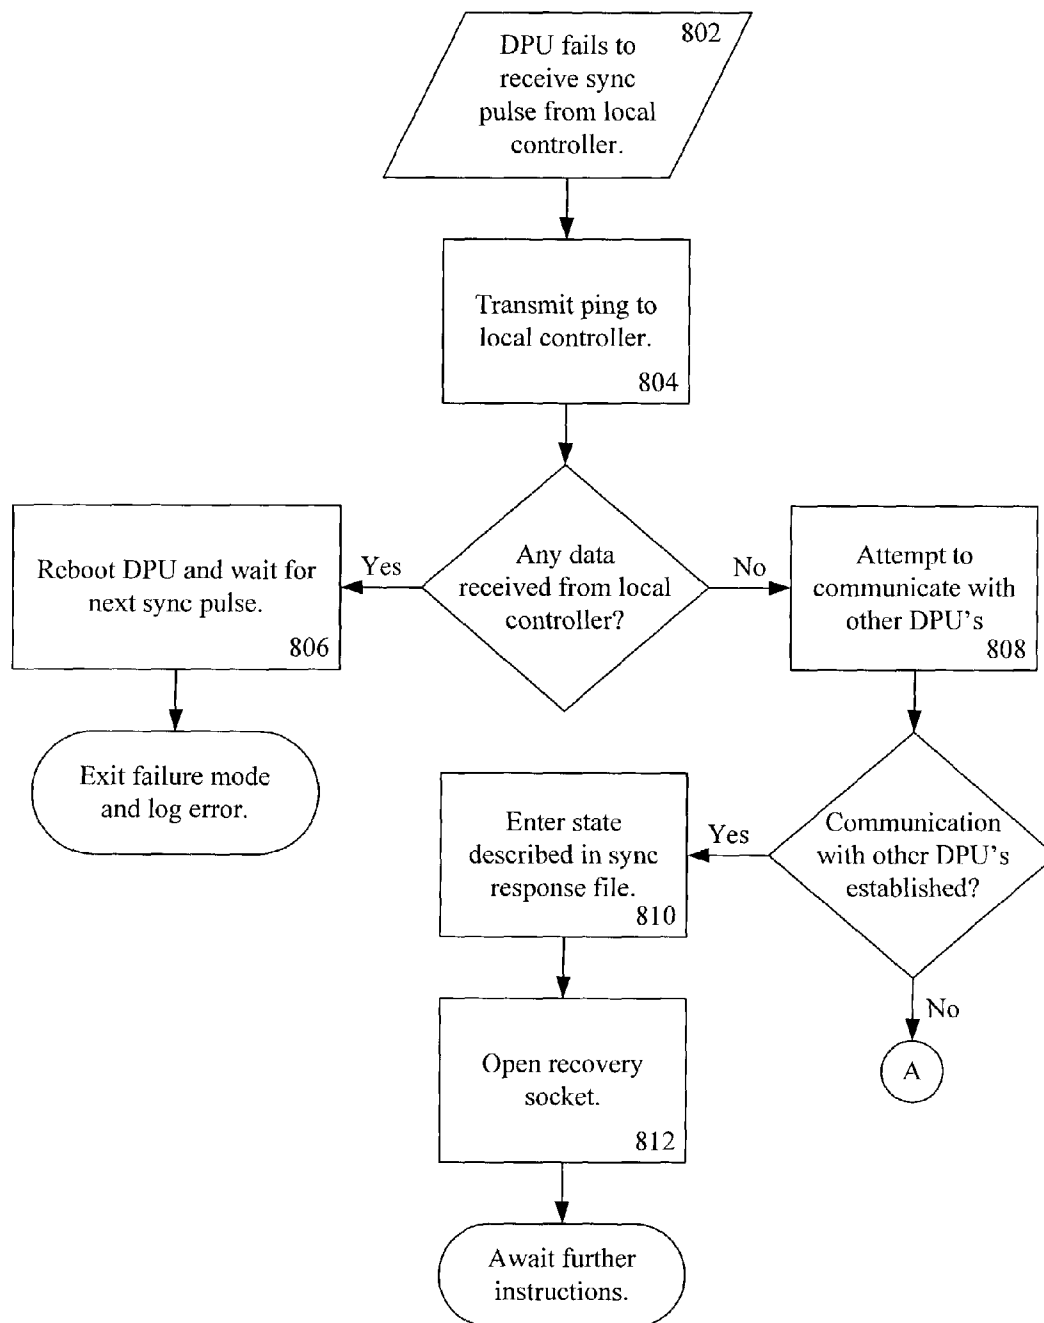 802
DPU fails to
receive sync
pulse from local
controller.
Transmit ping to
local controller.
804
Any data
received from local
controller?
Yes
No
Reboot DPU and wait for
next sync pulse.
806
Attempt to
communicate with
other DPU's
808
Exit failure mode
and log error.
Communication
with other DPU's
established?
Yes
No
Enter state
described in sync
response file.
810
A
Open recovery
socket.
812
Await further
instructions.